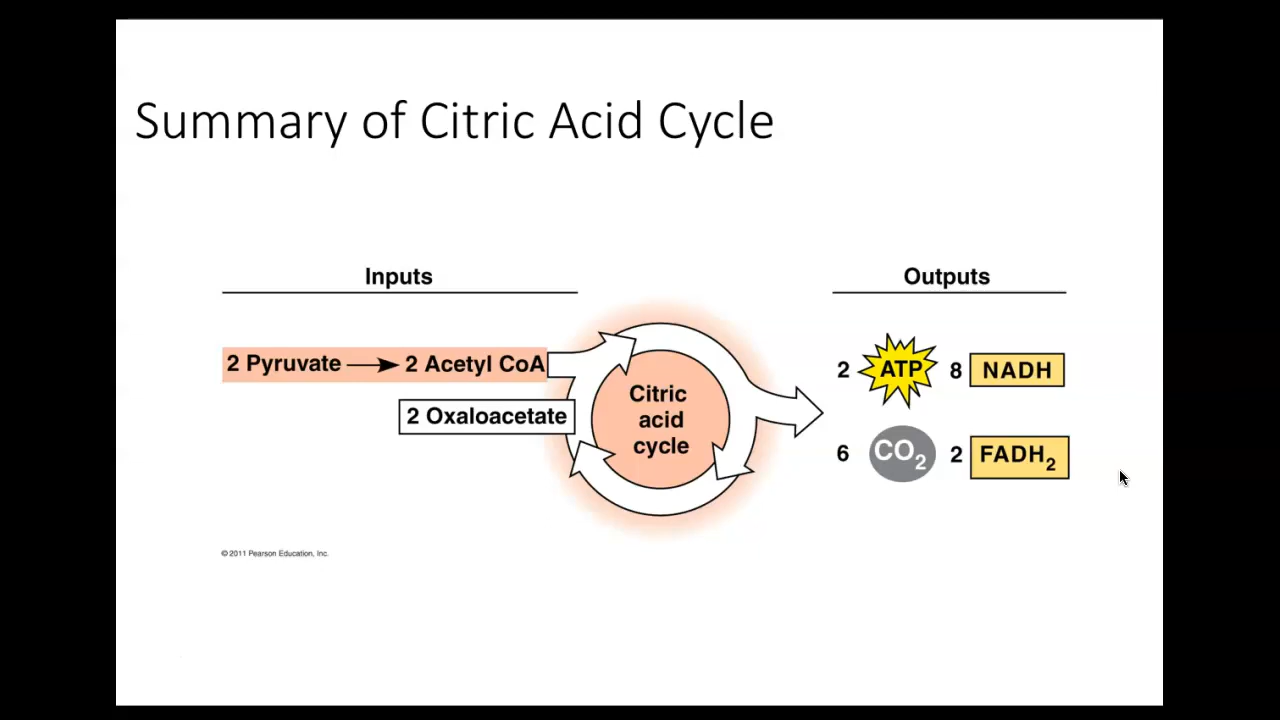 Summary of Citric Acid Cycle
Inputs
Outputs
2 Pyruvate → 2 Acetyl CoA
2 Oxaloacetate
Citric
acid
cycle
2 ATP 8 NADH
6 CO₂ 2 FADH₂
© 2011 Pearson Education, Inc.